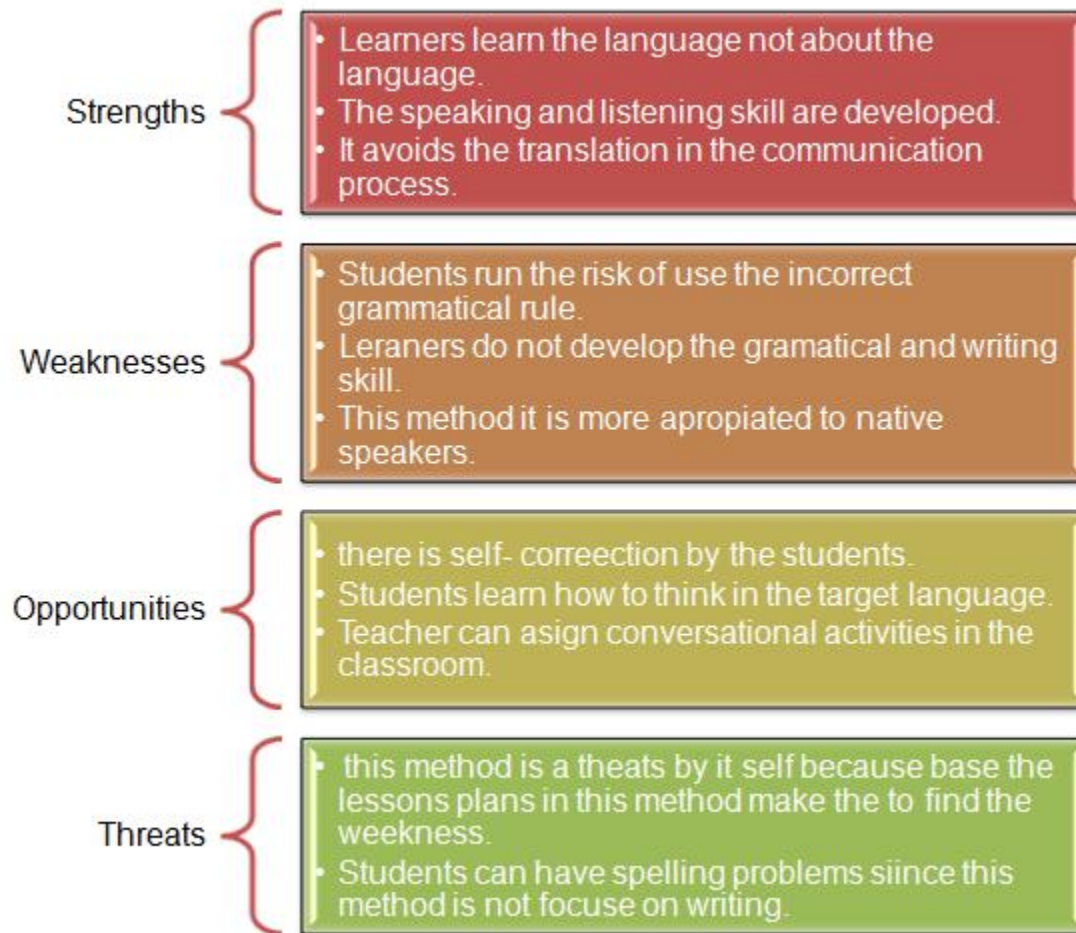 Strengths
• Learners learn the language not about the
language.
• The speaking and listening skill are developed.
• It avoids the translation in the communication
process.
Weaknesses
• Students run the risk of use the incorrect
grammatical rule.
• Leraners do not develop the gramatical and writing
skill.
• This method it is more apropiated to native
speakers.
Opportunities
• there is self- correection by the students.
• Students learn how to think in the target language.
• Teacher can asign conversational activities in the
classroom.
Threats
• this method is a theats by it self because base the
lessons plans in this method make the to find the
weekness.
• Students can have spelling problems siince this
method is not focuse on writing.